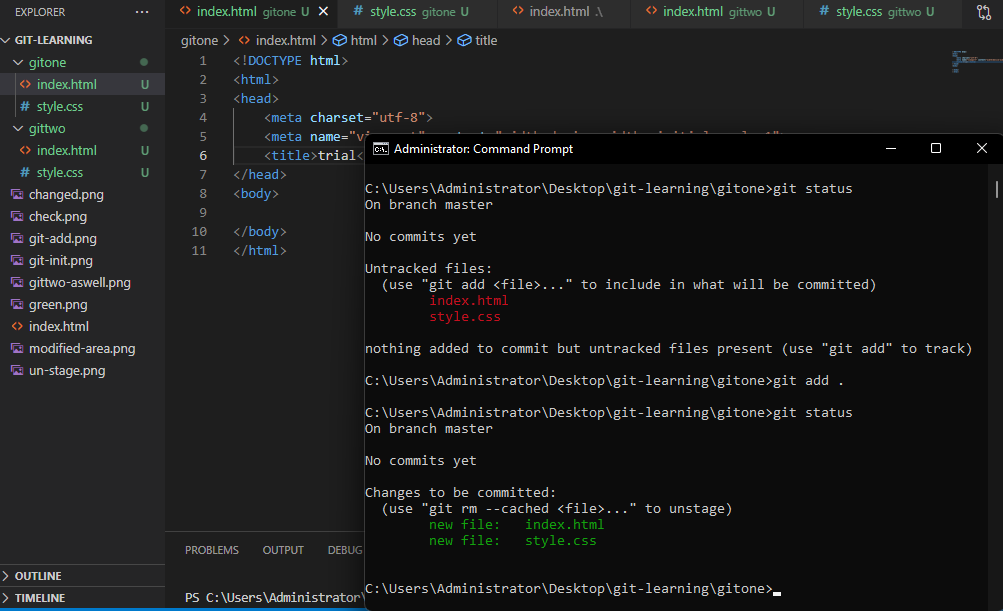 EXPLORER
GIT-LEARNING
gitone
index.html U
# style.css U
gittwo
index.html U
# style.css U
changed.png
check.png
git-add.png
git-init.png
gittwo-aswell.png
green.png
index.html
modified-area.png
un-stage.png
OUTLINE
TIMELINE
index.html gitone U
# style.css gitone U
index.html .\
index.html gittwo U
# style.css gittwo U
gitone > index.html > html > head > title
1 <!DOCTYPE html>
2 <html>
3 <head>
4 <meta charset="utf-8">
5 <meta name="
6 <title>trial<
7 </head>
8 <body>
9
10 </body>
11 </html>
PROBLEMS OUTPUT DEBUG
PS C:\Users\Administrator\
Administrator: Command Prompt
C:\Users\Administrator\Desktop\git-learning\gitone>git status
On branch master
No commits yet
Untracked files:
(use "git add <file>..." to include in what will be committed)
index.html
style.css
nothing added to commit but untracked files present (use "git add" to track)
C:\Users\Administrator\Desktop\git-learning\gitone>git add .
C:\Users\Administrator\Desktop\git-learning\gitone>git status
On branch master
No commits yet
Changes to be committed:
(use "git rm --cached <file>..." to unstage)
new file: index.html
new file: style.css
C:\Users\Administrator\Desktop\git-learning\gitone>